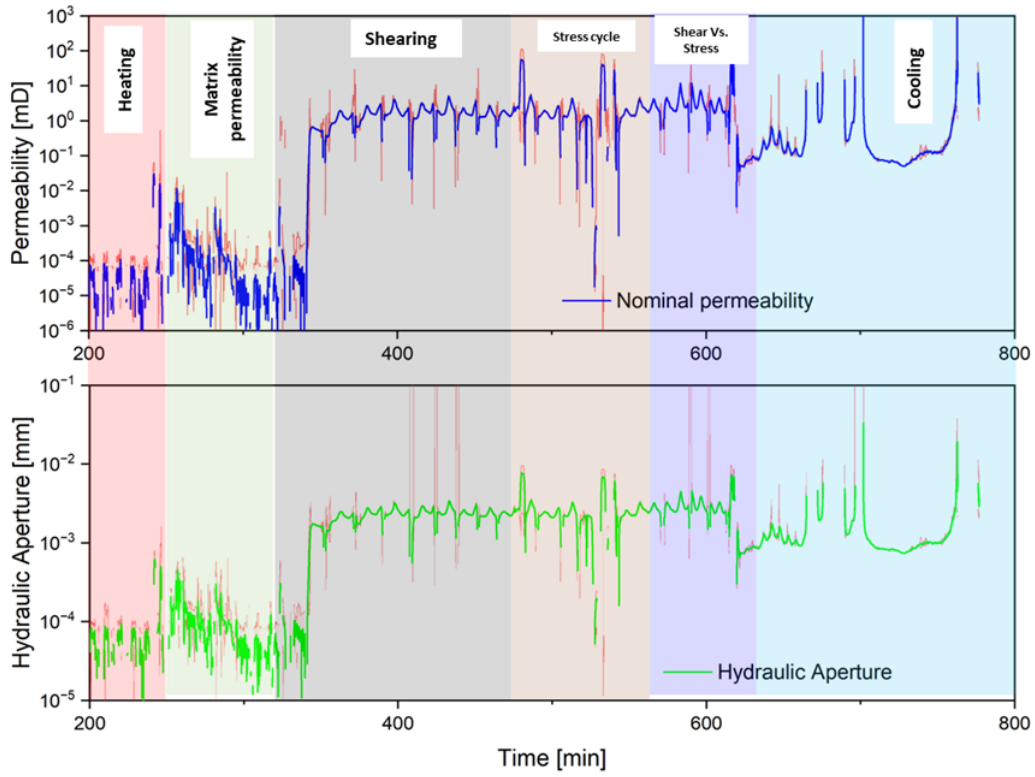 10³
10²
10¹
10⁰
10⁻¹
10⁻²
10⁻³
10⁻⁴
10⁻⁵
10⁻⁶
Permeability [mD]
Heating
Matrix
permeability
Shearing
Stress cycle
Shear Vs.
Stress
Cooling
Nominal permeability
200
400
600
800
10⁻¹
10⁻²
10⁻³
10⁻⁴
10⁻⁵
Hydraulic Aperture [mm]
Hydraulic Aperture
200
400
600
800
Time [min]